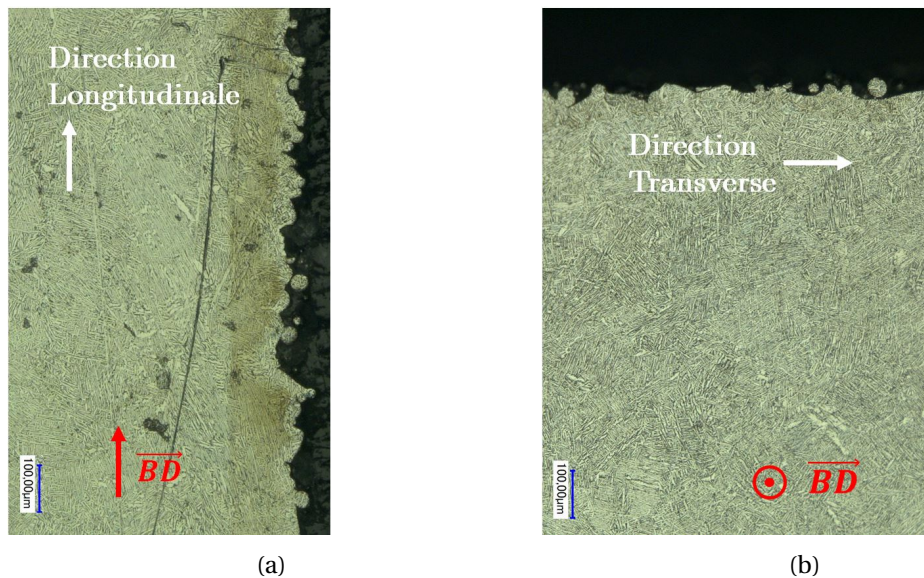 Direction
Longitudinale
BD
100,00µm
(a)
Direction
Transverse
BD
100,00µm
(b)